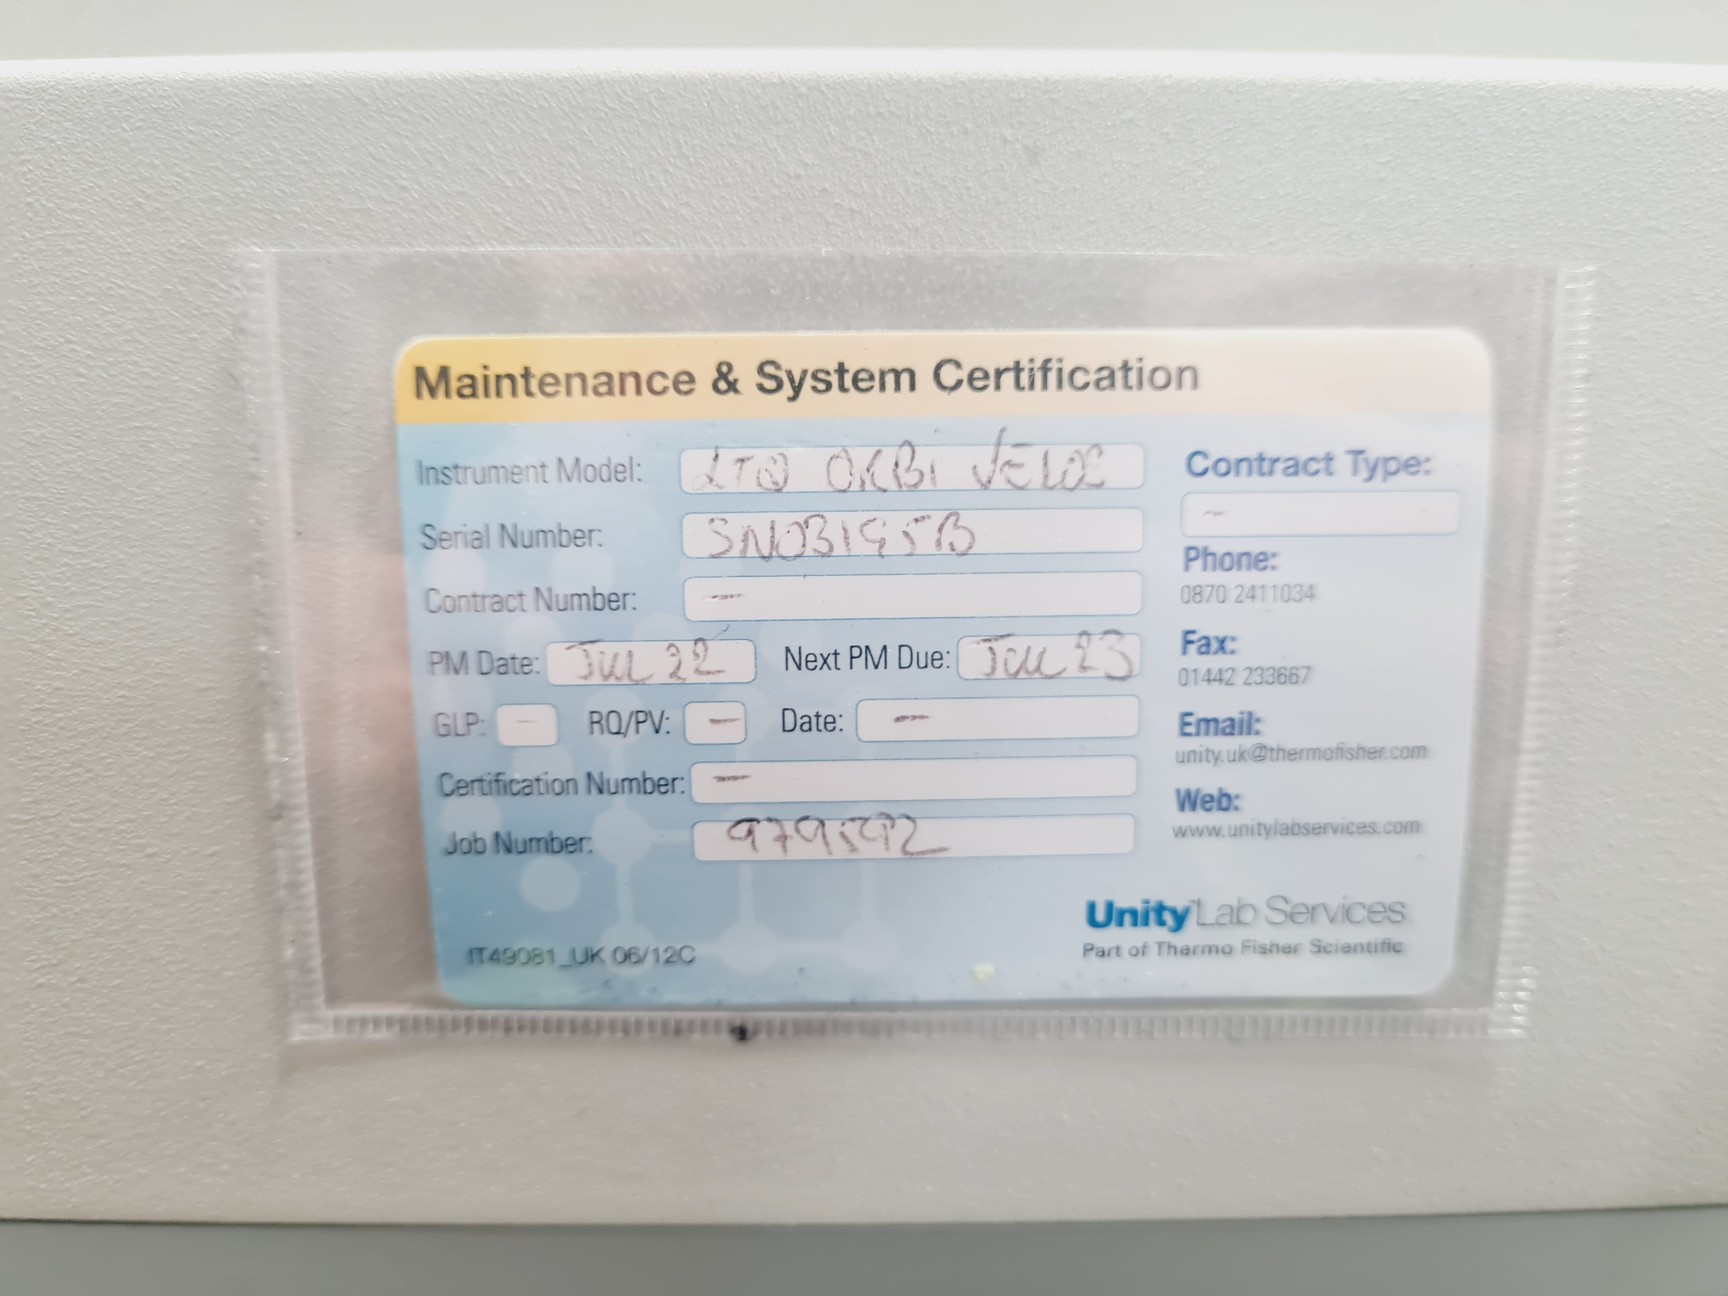 Maintenance & System Certification
Instrument Model: LTQ ORBI VELOS
Serial Number: SN03195B
Contract Number: —
PM Date: JUL 22 Next PM Due: JUL 23
GLP: — RQ/PV: — Date: —
Certification Number: —
Job Number:
IT49081_UK 06/12C
Contract Type:
—
Phone:
0870 2411034
Fax:
01442 233667
Email:
unity.uk@thermofisher.com
Web:
www.unitylabservices.com
Unity Lab Services
Part of Thermo Fisher Scientific